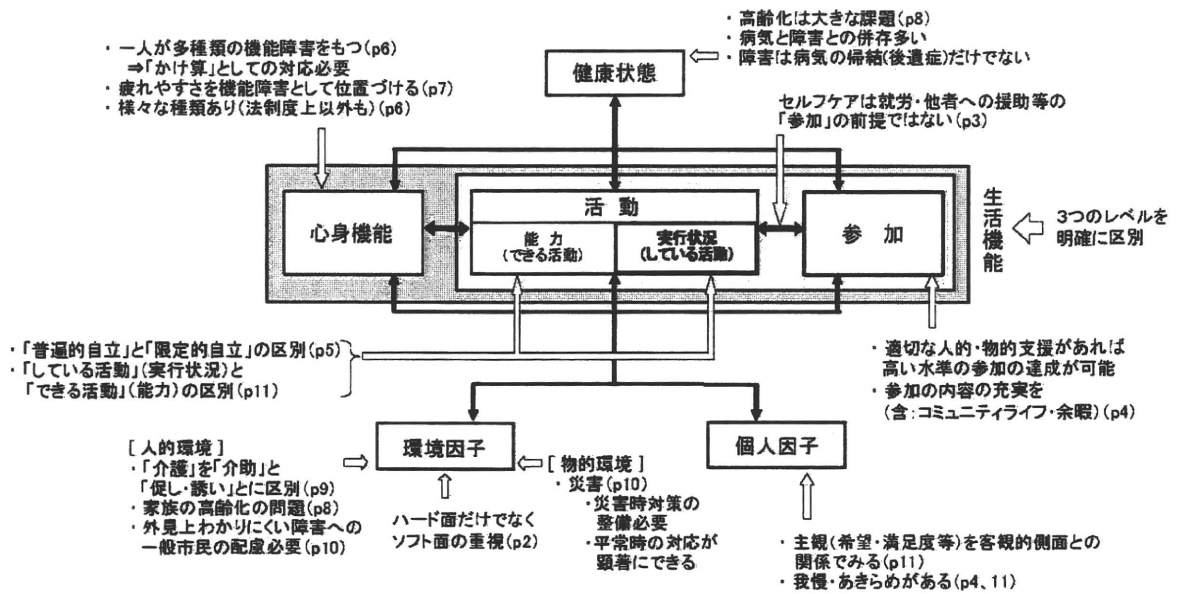 ・一人が多種類の機能障害をもつ(p6)
⇒「かけ算」としての対応必要
・疲れやすさを機能障害として位置づける(p7)
・様々な種類あり(法制度上以外も)(p6)
健康状態
・高齢化は大きな課題(p8)
・病気と障害との併存多い
・障害は病気の帰結(後遺症)だけでない
セルフケアは就労・他者への援助等の
「参加」の前提ではない(p3)
心身機能
活 動
能 力
(できる活動)
実行状況
(している活動)
参 加
生活機能
3つのレベルを
明確に区別
・「普遍的自立」と「限定的自立」の区別(p5)
・「している活動」(実行状況)と
「できる活動」(能力)の区別(p11)
・適切な人的・物的支援があれば
高い水準の参加の達成が可能
・参加の内容の充実を
(含:コミュニティライフ・余暇)(p4)
環境因子
個人因子
[ 人的環境 ]
・「介護」を「介助」と
「促し・誘い」とに区別(p9)
・家族の高齢化の問題(p8)
・外見上わかりにくい障害への
一般市民の配慮必要(p10)
ハード面だけでなく
ソフト面の重視(p2)
[ 物的環境 ]
・災害(p10)
・災害時対策の
整備必要
・平常時の対応が
顕著にできる
・主観(希望・満足度等)を客観的側面との
関係でみる(p11)
・我慢・あきらめがある(p4、11)